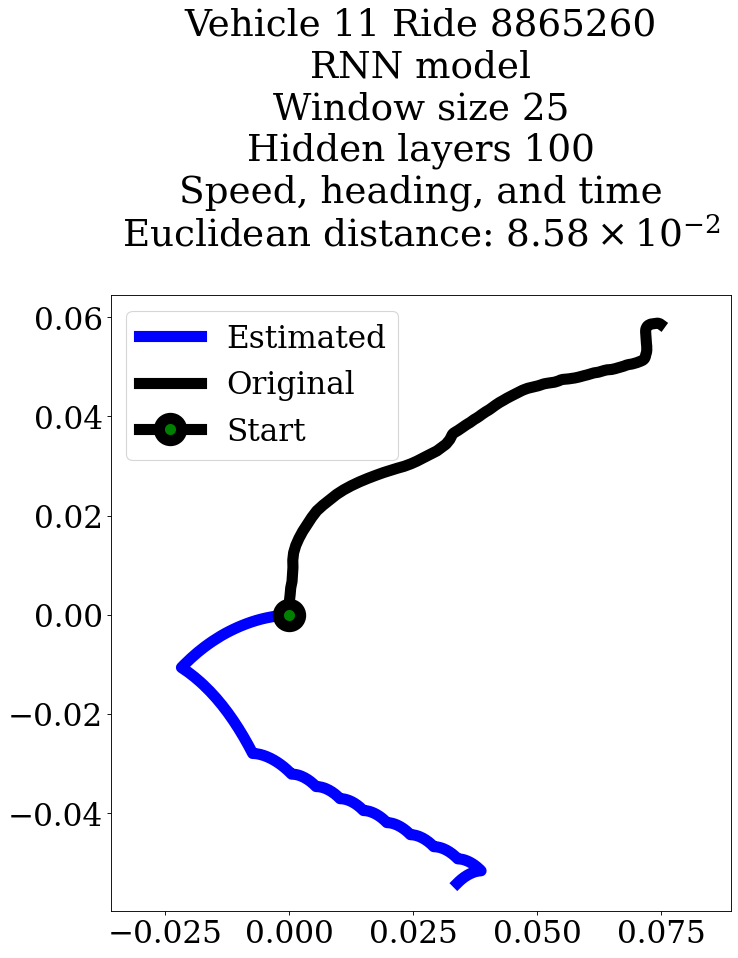 Vehicle 11 Ride 8865260
RNN model
Window size 25
Hidden layers 100
Speed, heading, and time
Euclidean distance: 8.58 × 10⁻²
Estimated
Original
Start
0.06
0.04
0.02
0.00
−0.02
−0.04
−0.025 0.000 0.025 0.050 0.075